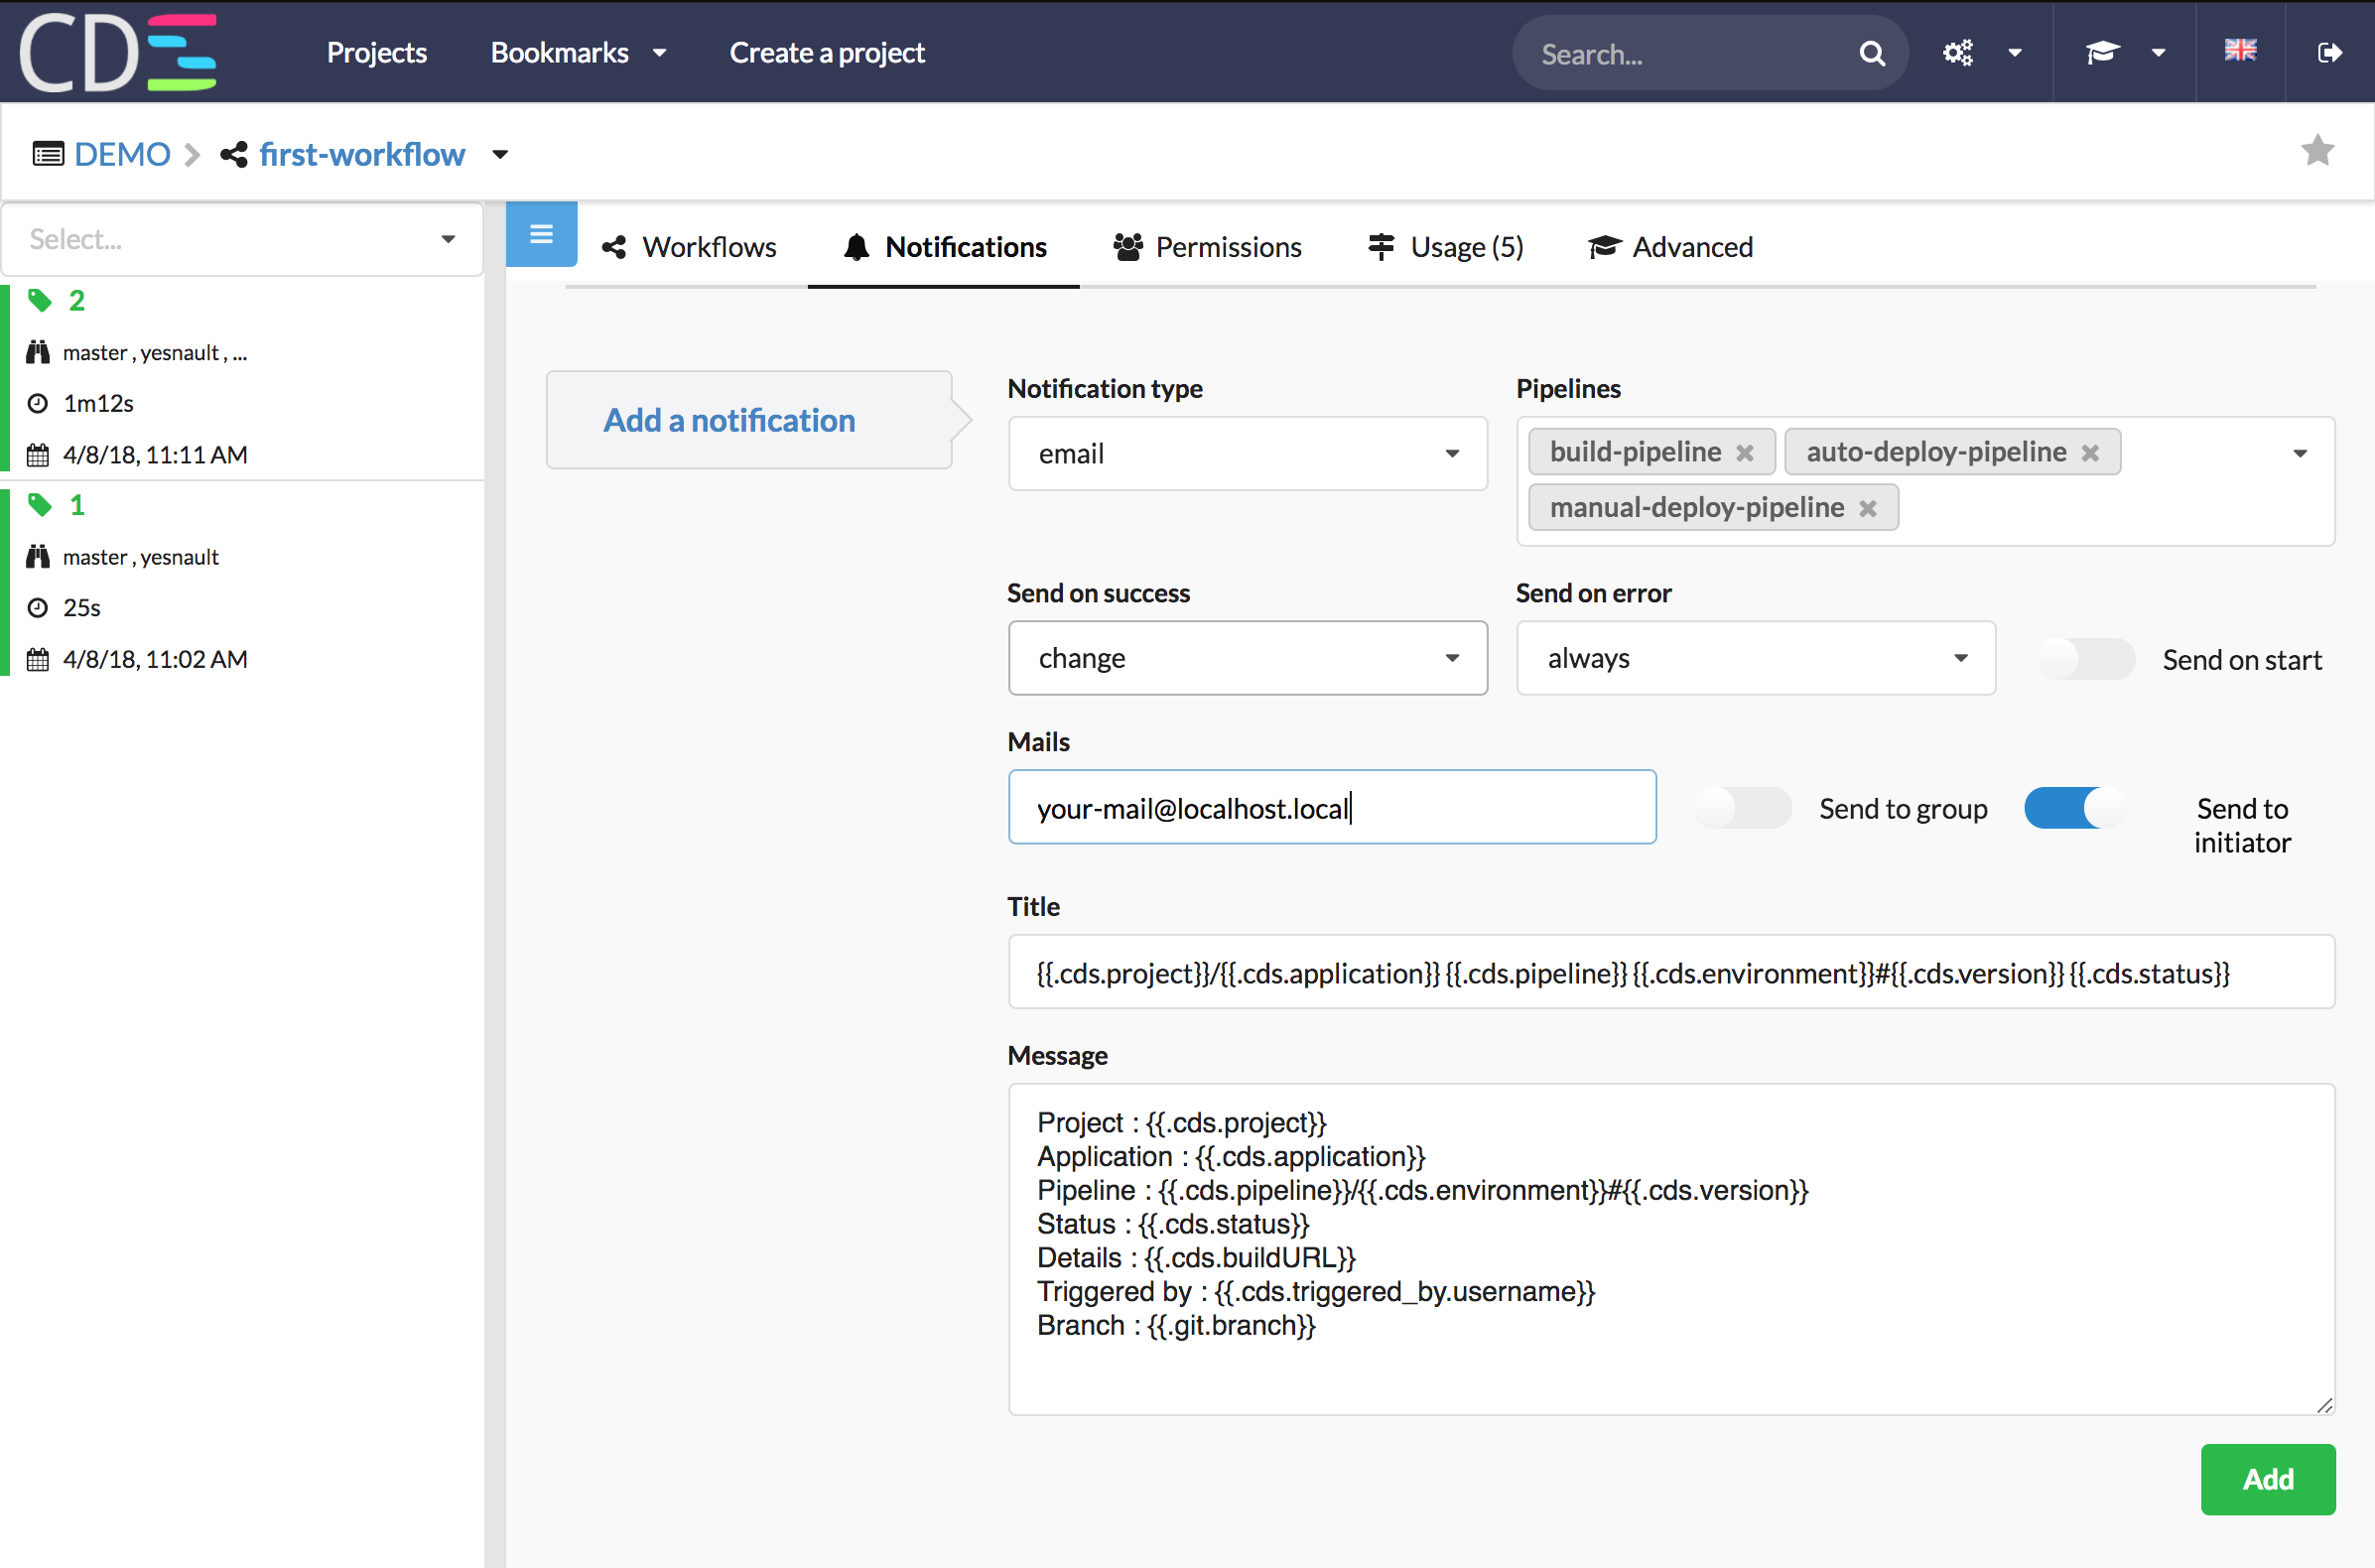 CDS
Projects
Bookmarks
Create a project
Search...
DEMO
first-workflow
Select...
2
master , yesnault , ...
1m12s
4/8/18, 11:11 AM
1
master , yesnault
25s
4/8/18, 11:02 AM
Workflows
Notifications
Permissions
Usage (5)
Advanced
Add a notification
Notification type
email
Pipelines
build-pipeline
auto-deploy-pipeline
manual-deploy-pipeline
Send on success
change
Send on error
always
Send on start
Mails
your-mail@localhost.local
Send to group
Send to
initiator
Title
{{.cds.project}}/{{.cds.application}} {{.cds.pipeline}} {{.cds.environment}}#{{.cds.version}} {{.cds.status}}
Message
Project : {{.cds.project}}
Application : {{.cds.application}}
Pipeline : {{.cds.pipeline}}/{{.cds.environment}}#{{.cds.version}}
Status : {{.cds.status}}
Details : {{.cds.buildURL}}
Triggered by : {{.cds.triggered_by.username}}
Branch : {{.git.branch}}
Add